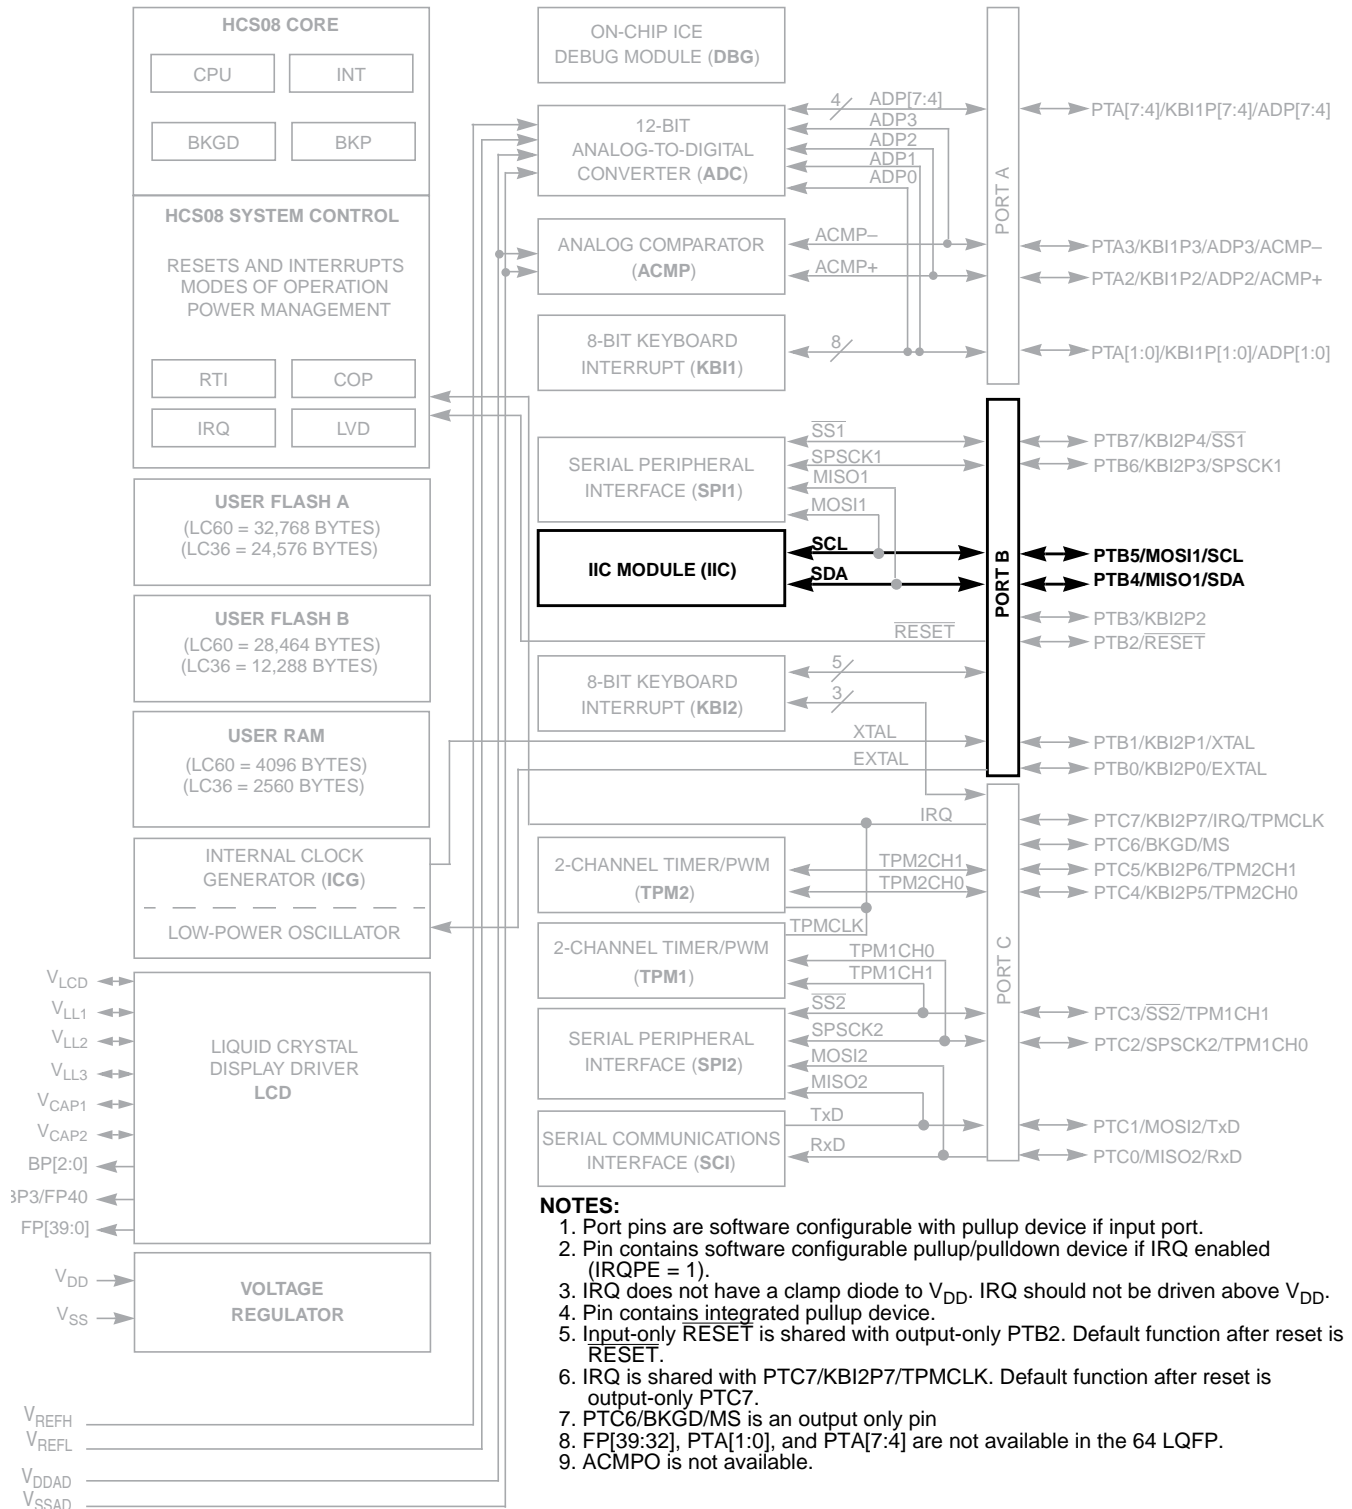 HCS08 CORE
CPU
INT
BKGD
BKP
HCS08 SYSTEM CONTROL
RESETS AND INTERRUPTS
MODES OF OPERATION
POWER MANAGEMENT
RTI
COP
IRQ
LVD
USER FLASH A
(LC60 = 32,768 BYTES)
(LC36 = 24,576 BYTES)
USER FLASH B
(LC60 = 28,464 BYTES)
(LC36 = 12,288 BYTES)
USER RAM
(LC60 = 4096 BYTES)
(LC36 = 2560 BYTES)
INTERNAL CLOCK
GENERATOR (ICG)
LOW-POWER OSCILLATOR
VLCD
VLL1
VLL2
VLL3
VCAP1
VCAP2
BP[2:0]
BP3/FP40
FP[39:0]
LIQUID CRYSTAL
DISPLAY DRIVER
LCD
VDD
VSS
VOLTAGE
REGULATOR
VREFH
VREFL
VDDAD
VSSAD
ON-CHIP ICE
DEBUG MODULE (DBG)
12-BIT
ANALOG-TO-DIGITAL
CONVERTER (ADC)
4
ADP[7:4]
ADP3
ADP2
ADP1
ADP0
ANALOG COMPARATOR
(ACMP)
ACMP–
ACMP+
8-BIT KEYBOARD
INTERRUPT (KBI1)
8
SERIAL PERIPHERAL
INTERFACE (SPI1)
SS1
SPSCK1
MISO1
MOSI1
IIC MODULE (IIC)
SCL
SDA
RESET
8-BIT KEYBOARD
INTERRUPT (KBI2)
5
3
XTAL
EXTAL
IRQ
2-CHANNEL TIMER/PWM
(TPM2)
TPM2CH1
TPM2CH0
TPMCLK
2-CHANNEL TIMER/PWM
(TPM1)
TPM1CH0
TPM1CH1
SS2
SPSCK2
MOSI2
MISO2
SERIAL PERIPHERAL
INTERFACE (SPI2)
SERIAL COMMUNICATIONS
INTERFACE (SCI)
TxD
RxD
PORT A
PORT B
PORT C
PTA[7:4]/KBI1P[7:4]/ADP[7:4]
PTA3/KBI1P3/ADP3/ACMP–
PTA2/KBI1P2/ADP2/ACMP+
PTA[1:0]/KBI1P[1:0]/ADP[1:0]
PTB7/KBI2P4/SS1
PTB6/KBI2P3/SPSCK1
PTB5/MOSI1/SCL
PTB4/MISO1/SDA
PTB3/KBI2P2
PTB2/RESET
PTB1/KBI2P1/XTAL
PTB0/KBI2P0/EXTAL
PTC7/KBI2P7/IRQ/TPMCLK
PTC6/BKGD/MS
PTC5/KBI2P6/TPM2CH1
PTC4/KBI2P5/TPM2CH0
PTC3/SS2/TPM1CH1
PTC2/SPSCK2/TPM1CH0
PTC1/MOSI2/TxD
PTC0/MISO2/RxD
NOTES:
1. Port pins are software configurable with pullup device if input port.
2. Pin contains software configurable pullup/pulldown device if IRQ enabled
(IRQPE = 1).
3. IRQ does not have a clamp diode to VDD. IRQ should not be driven above VDD.
4. Pin contains integrated pullup device.
5. Input-only RESET is shared with output-only PTB2. Default function after reset is
RESET.
6. IRQ is shared with PTC7/KBI2P7/TPMCLK. Default function after reset is
output-only PTC7.
7. PTC6/BKGD/MS is an output only pin
8. FP[39:32], PTA[1:0], and PTA[7:4] are not available in the 64 LQFP.
9. ACMPO is not available.